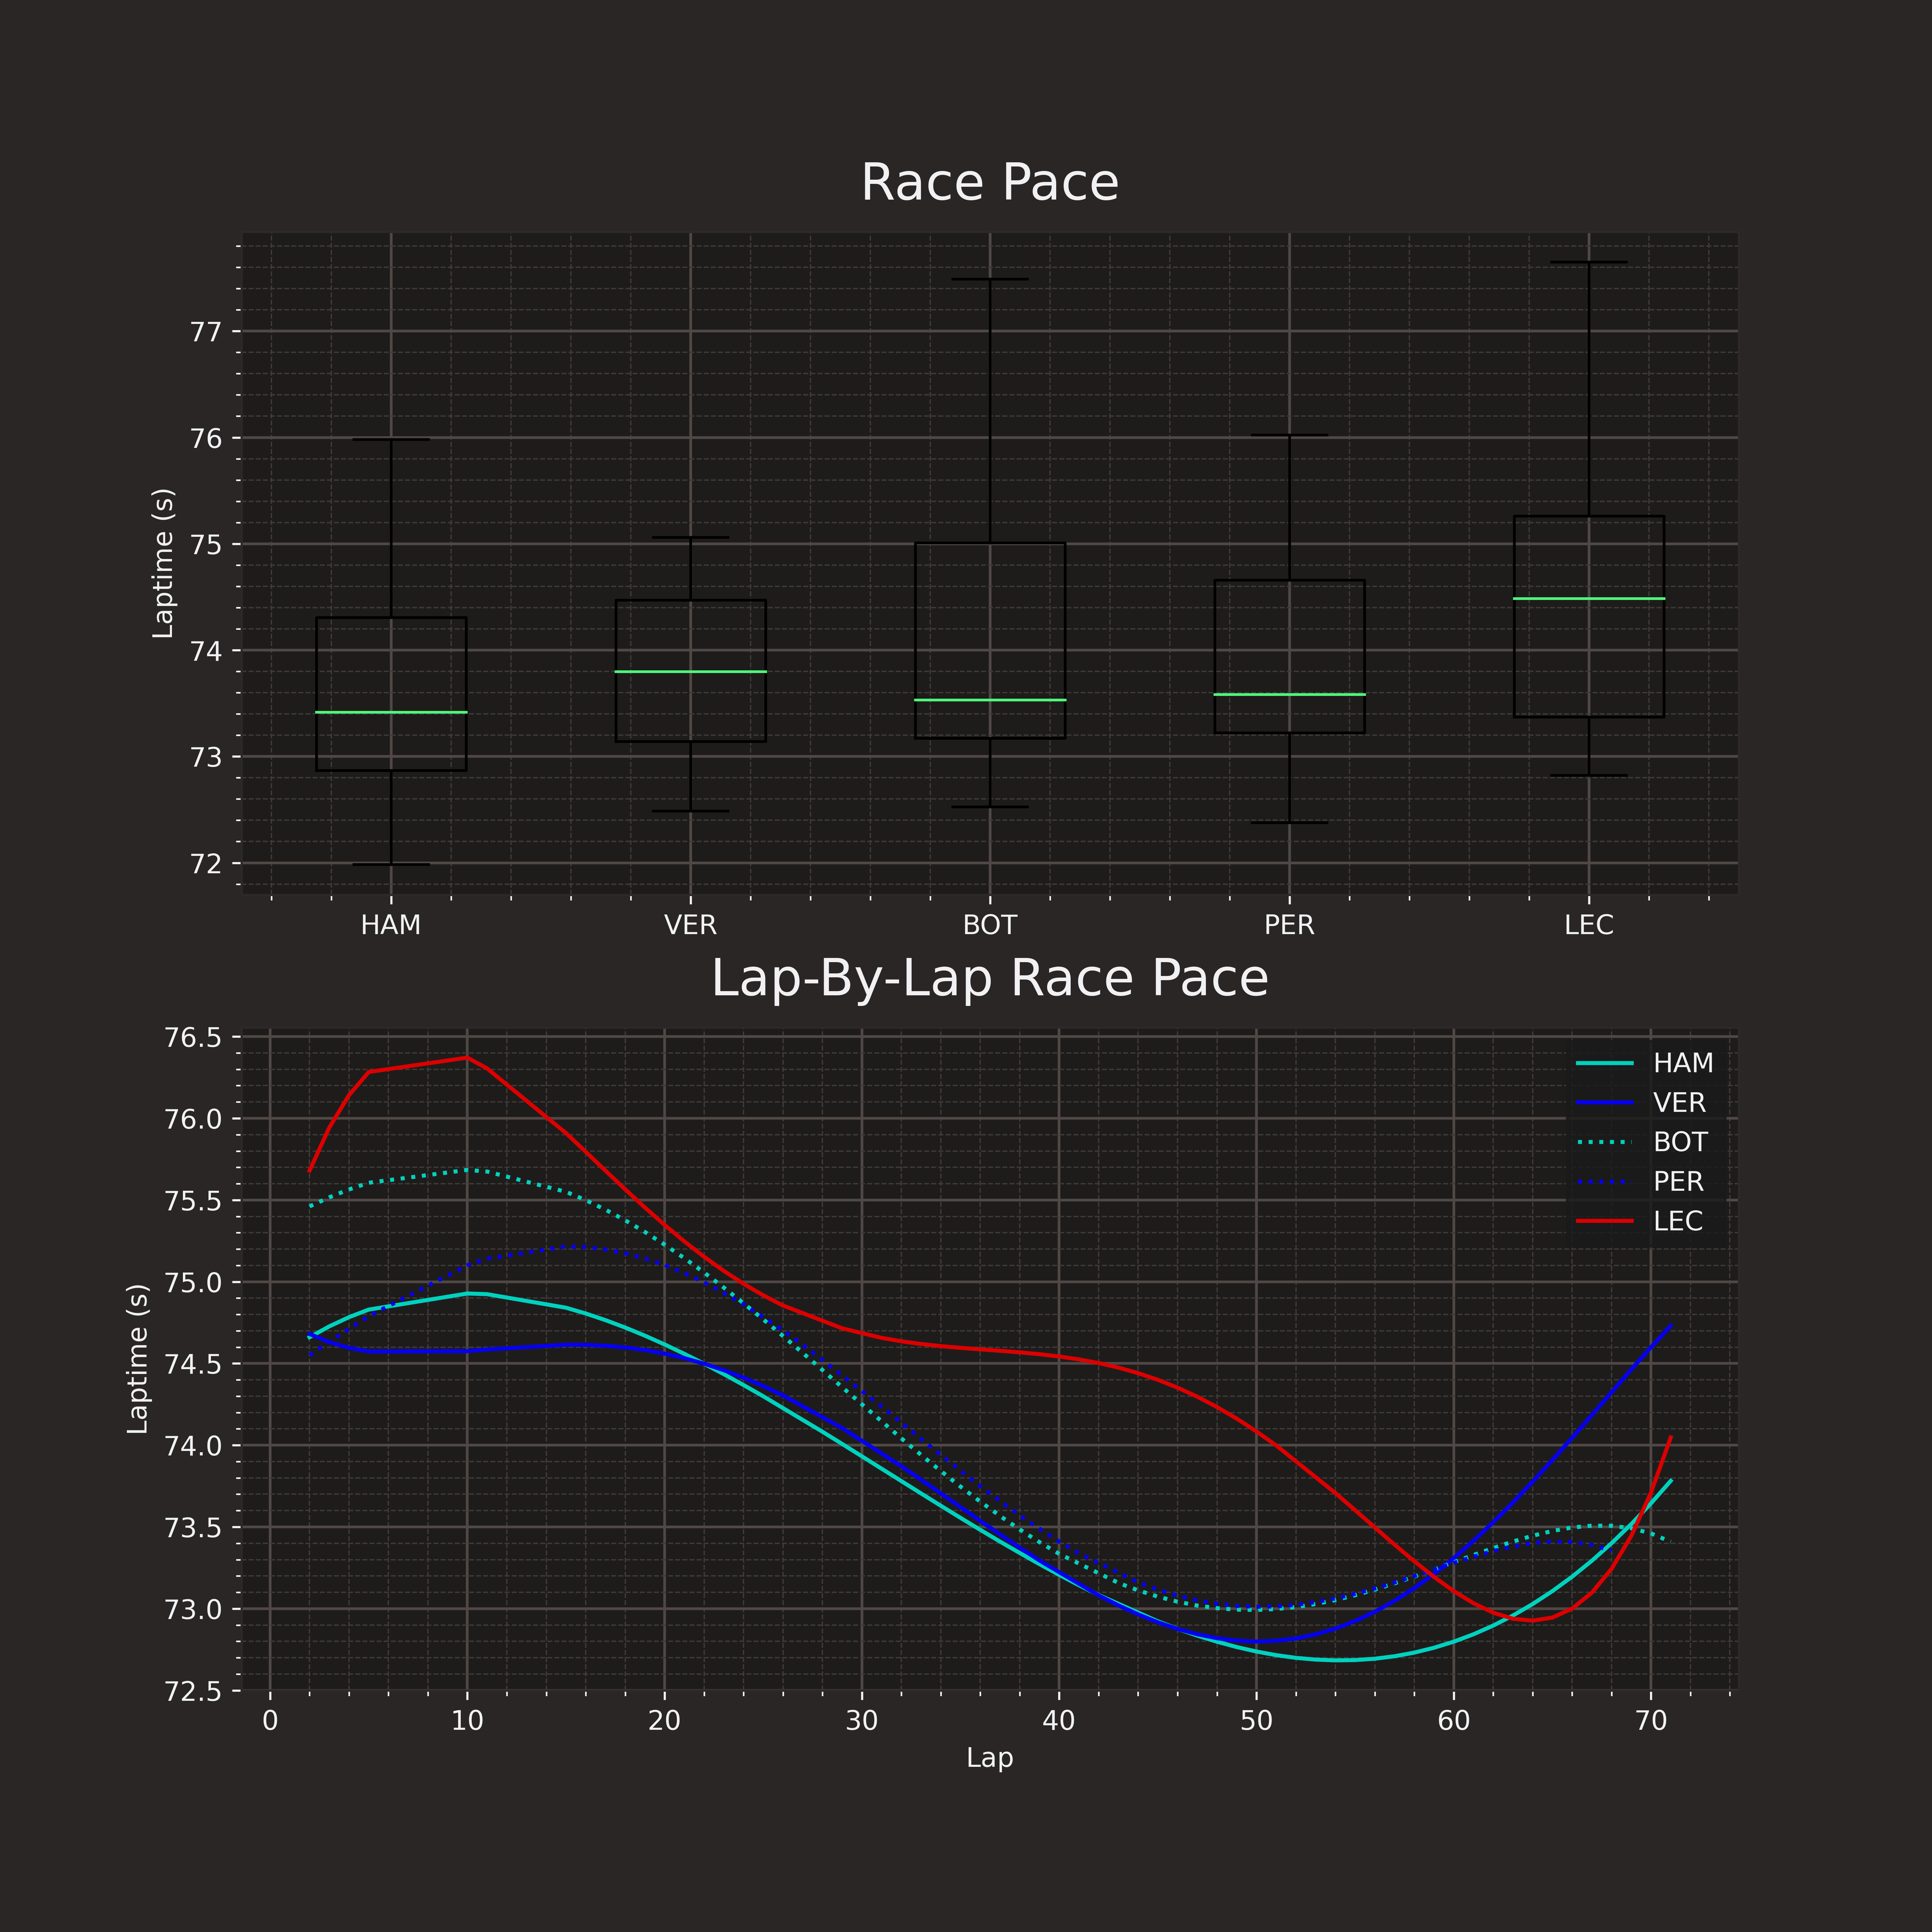 Race Pace
77
76
75
74
73
72
Laptime (s)
HAM VER BOT PER LEC
Lap-By-Lap Race Pace
76.5
76.0
75.5
75.0
74.5
74.0
73.5
73.0
72.5
Laptime (s)
HAM
VER
BOT
PER
LEC
0 10 20 30 40 50 60 70
Lap